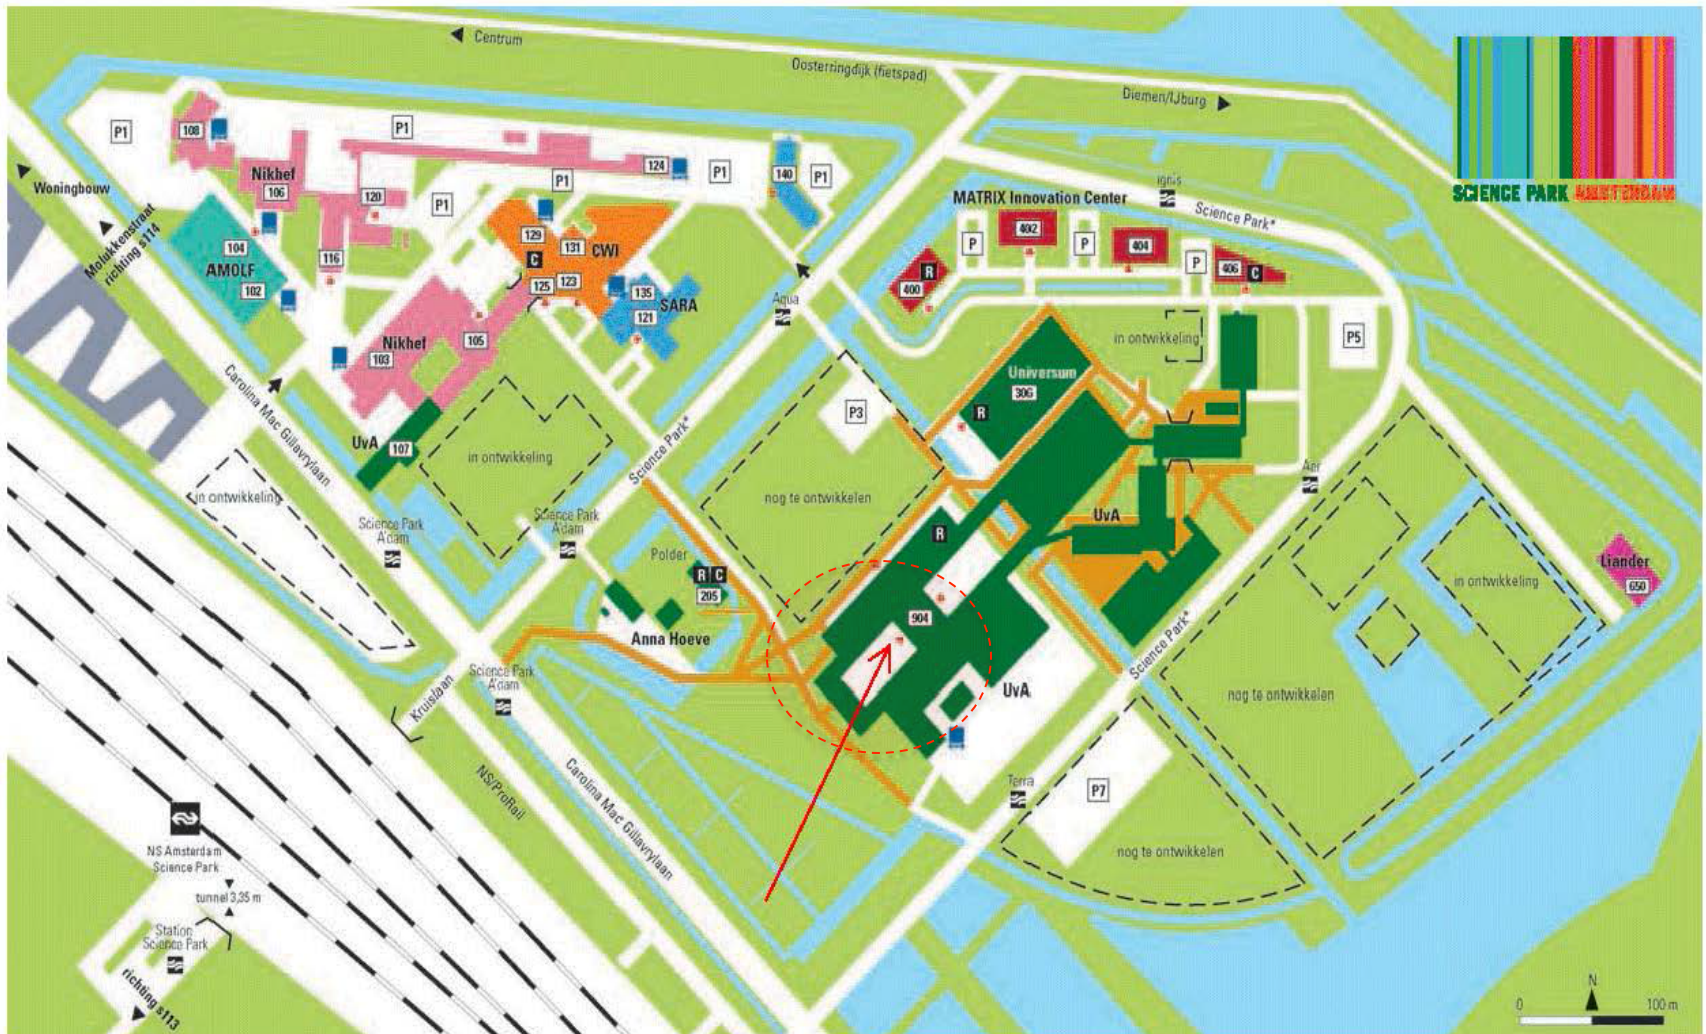 Centrum
Oosterringdijk (fietspad)
Diemen/IJburg
SCIENCE PARK AMSTERDAM
Woningbouw
Molukkenstraat
richting s114
P1
108
P1
Nikhef
106
120
124
P1
P1
P1
140
P1
104
AMOLF
102
116
129
131
CWI
C
125
123
135
SARA
121
Nikhef
103
105
UvA
107
MATRIX Innovation Center
ignis
Science Park*
P
402
P
404
P
406
C
R
400
Aqua
in ontwikkeling
P5
Universum
306
R
P3
Carolina Mac Gillavrylaan
in ontwikkeling
in ontwikkeling
Science Park*
nog te ontwikkelen
Science Park
A'dam
Science Park
A'dam
Polder
R C
205
Anna Hoeve
R
904
UvA
UvA
Aer
Liander
650
in ontwikkeling
Science Park*
nog te ontwikkelen
Science Park
A'dam
Kruislaan
NS/ProRail
Carolina Mac Gillavrylaan
Terra
P7
nog te ontwikkelen
NS Amsterdam
Science Park
tunnel 3,35 m
Station
Science Park
richting s113
N
0
100 m